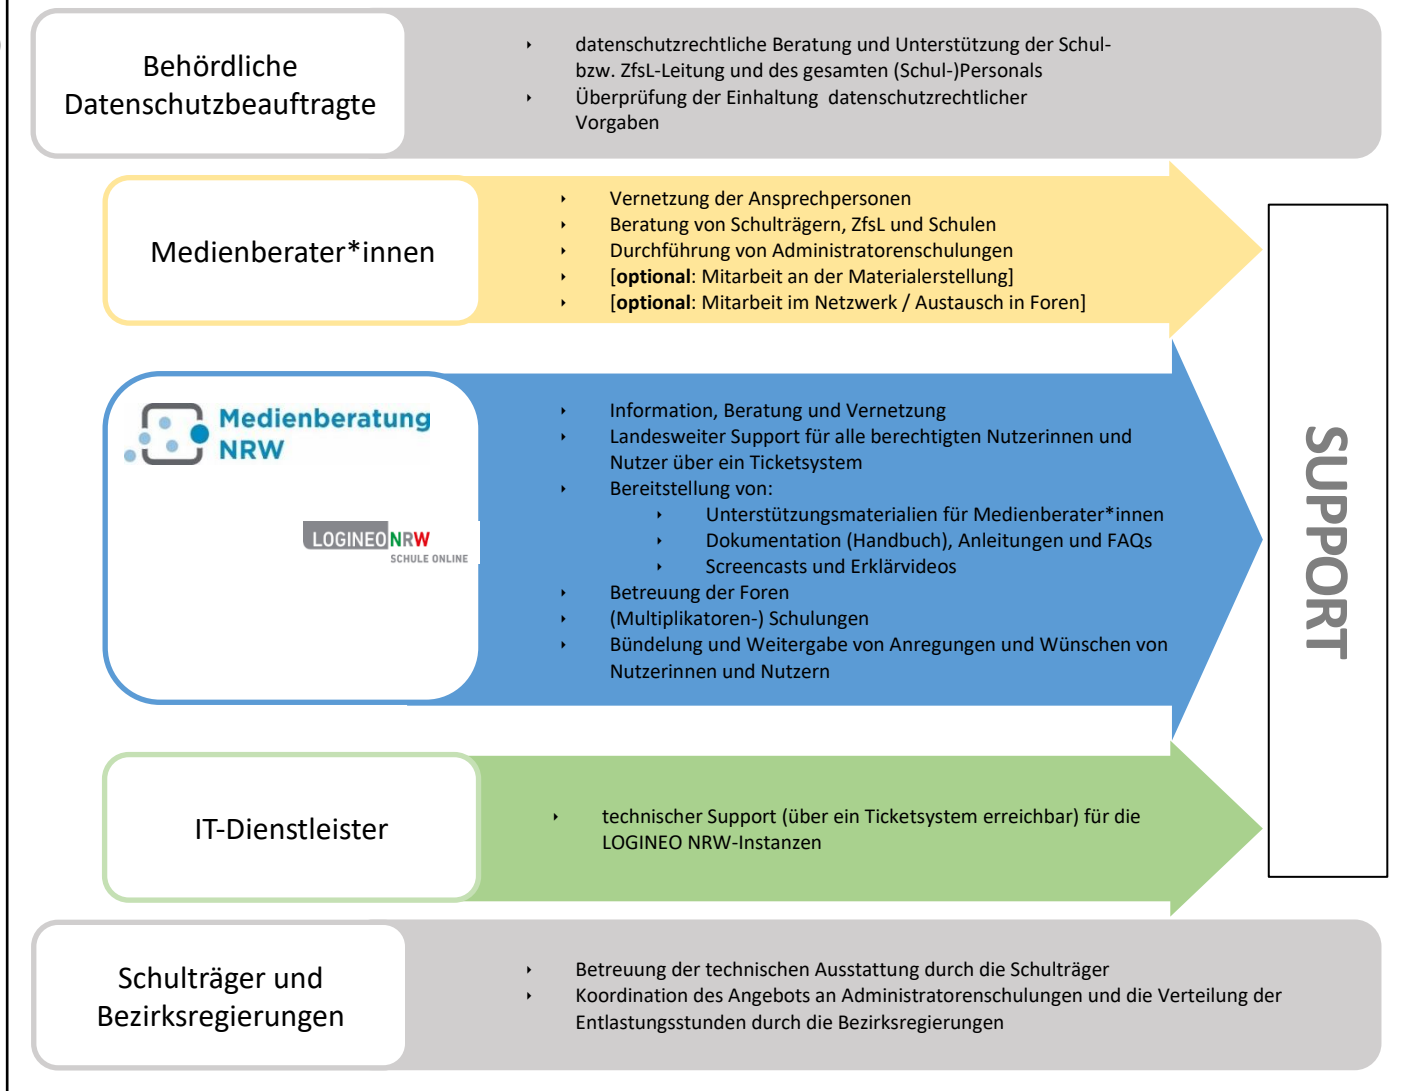 Behördliche
Datenschutzbeauftragte
‣ datenschutzrechtliche Beratung und Unterstützung der Schul-
bzw. ZfsL-Leitung und des gesamten (Schul-)Personals
‣ Überprüfung der Einhaltung datenschutzrechtlicher
Vorgaben
Medienberater*innen
‣ Vernetzung der Ansprechpersonen
‣ Beratung von Schulträgern, ZfsL und Schulen
‣ Durchführung von Administratorenschulungen
‣ [optional: Mitarbeit an der Materialerstellung]
‣ [optional: Mitarbeit im Netzwerk / Austausch in Foren]
Medienberatung
NRW
LOGINEO NRW
SCHULE ONLINE
‣ Information, Beratung und Vernetzung
‣ Landesweiter Support für alle berechtigten Nutzerinnen und
Nutzer über ein Ticketsystem
‣ Bereitstellung von:
‣ Unterstützungsmaterialien für Medienberater*innen
‣ Dokumentation (Handbuch), Anleitungen und FAQs
‣ Screencasts und Erklärvideos
‣ Betreuung der Foren
‣ (Multiplikatoren-) Schulungen
‣ Bündelung und Weitergabe von Anregungen und Wünschen von
Nutzerinnen und Nutzern
IT-Dienstleister
‣ technischer Support (über ein Ticketsystem erreichbar) für die
LOGINEO NRW-Instanzen
SUPPORT
Schulträger und
Bezirksregierungen
‣ Betreuung der technischen Ausstattung durch die Schulträger
‣ Koordination des Angebots an Administratorenschulungen und die Verteilung der
Entlastungsstunden durch die Bezirksregierungen